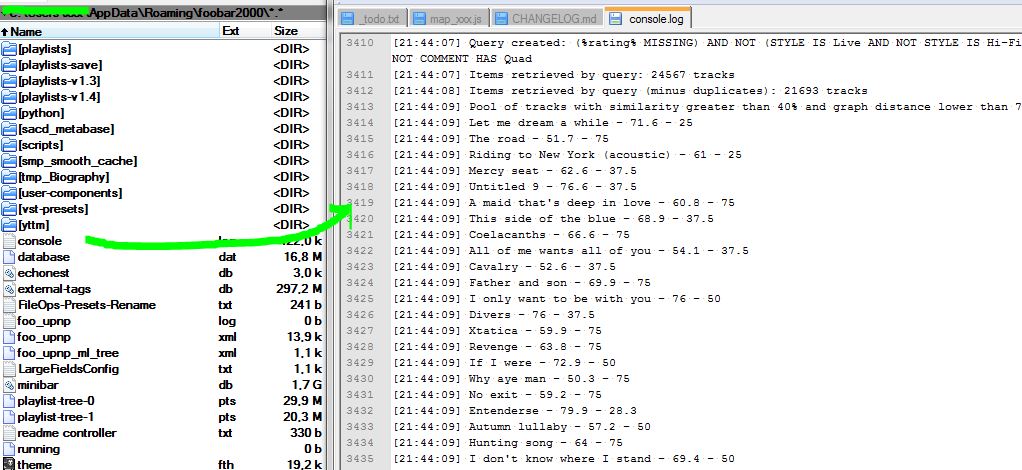 \AppData\Roaming\foobar2000\*.*
Name Ext Size
[playlists] <DIR>
[playlists-save] <DIR>
[playlists-v1.3] <DIR>
[playlists-v1.4] <DIR>
[python] <DIR>
[sacd_metabase] <DIR>
[scripts] <DIR>
[smp_smooth_cache] <DIR>
[tmp_Biography] <DIR>
[user-components] <DIR>
[vst-presets] <DIR>
[yttm] <DIR>
console
database dat 16,8 M
echonest db 3,0 k
external-tags db 297,2 M
FileOps-Presets-Rename txt 241 b
foo_upnp log 0 b
foo_upnp xml 13,9 k
foo_upnp_ml_tree xml 1,1 k
LargeFieldsConfig txt 1,1 k
minibar db 1,7 G
playlist-tree-0 pts 29,9 M
playlist-tree-1 pts 20,3 M
readme controller txt 330 b
running 0 b
theme fth 19,2 k
_todo.txt map_xxx.js CHANGELOG.md console.log
3410 [21:44:07] Query created: (%rating% MISSING) AND NOT (STYLE IS Live AND NOT STYLE IS Hi-Fi
NOT COMMENT HAS Quad
3411 [21:44:07] Items retrieved by query: 24567 tracks
3412 [21:44:08] Items retrieved by query (minus duplicates): 21693 tracks
3413 [21:44:09] Pool of tracks with similarity greater than 40% and graph distance lower than 7
3414 [21:44:09] Let me dream a while - 71.6 - 25
3415 [21:44:09] The road - 51.7 - 75
3416 [21:44:09] Riding to New York (acoustic) - 61 - 25
3417 [21:44:09] Mercy seat - 62.6 - 37.5
3418 [21:44:09] Untitled 9 - 76.6 - 37.5
3419 [21:44:09] A maid that's deep in love - 60.8 - 75
3420 [21:44:09] This side of the blue - 68.9 - 37.5
3421 [21:44:09] Coelacanths - 66.6 - 75
3422 [21:44:09] All of me wants all of you - 54.1 - 37.5
3423 [21:44:09] Cavalry - 52.6 - 37.5
3424 [21:44:09] Father and son - 69.9 - 75
3425 [21:44:09] I only want to be with you - 76 - 50
3426 [21:44:09] Divers - 76 - 37.5
3427 [21:44:09] Xtatica - 59.9 - 75
3428 [21:44:09] Revenge - 63.8 - 75
3429 [21:44:09] If I were - 72.9 - 50
3430 [21:44:09] Why aye man - 50.3 - 75
3431 [21:44:09] No exit - 59.2 - 75
3432 [21:44:09] Entenderse - 79.9 - 28.3
3433 [21:44:09] Autumn lullaby - 57.2 - 50
3434 [21:44:09] Hunting song - 64 - 75
3435 [21:44:09] I don't know where I stand - 69.4 - 50